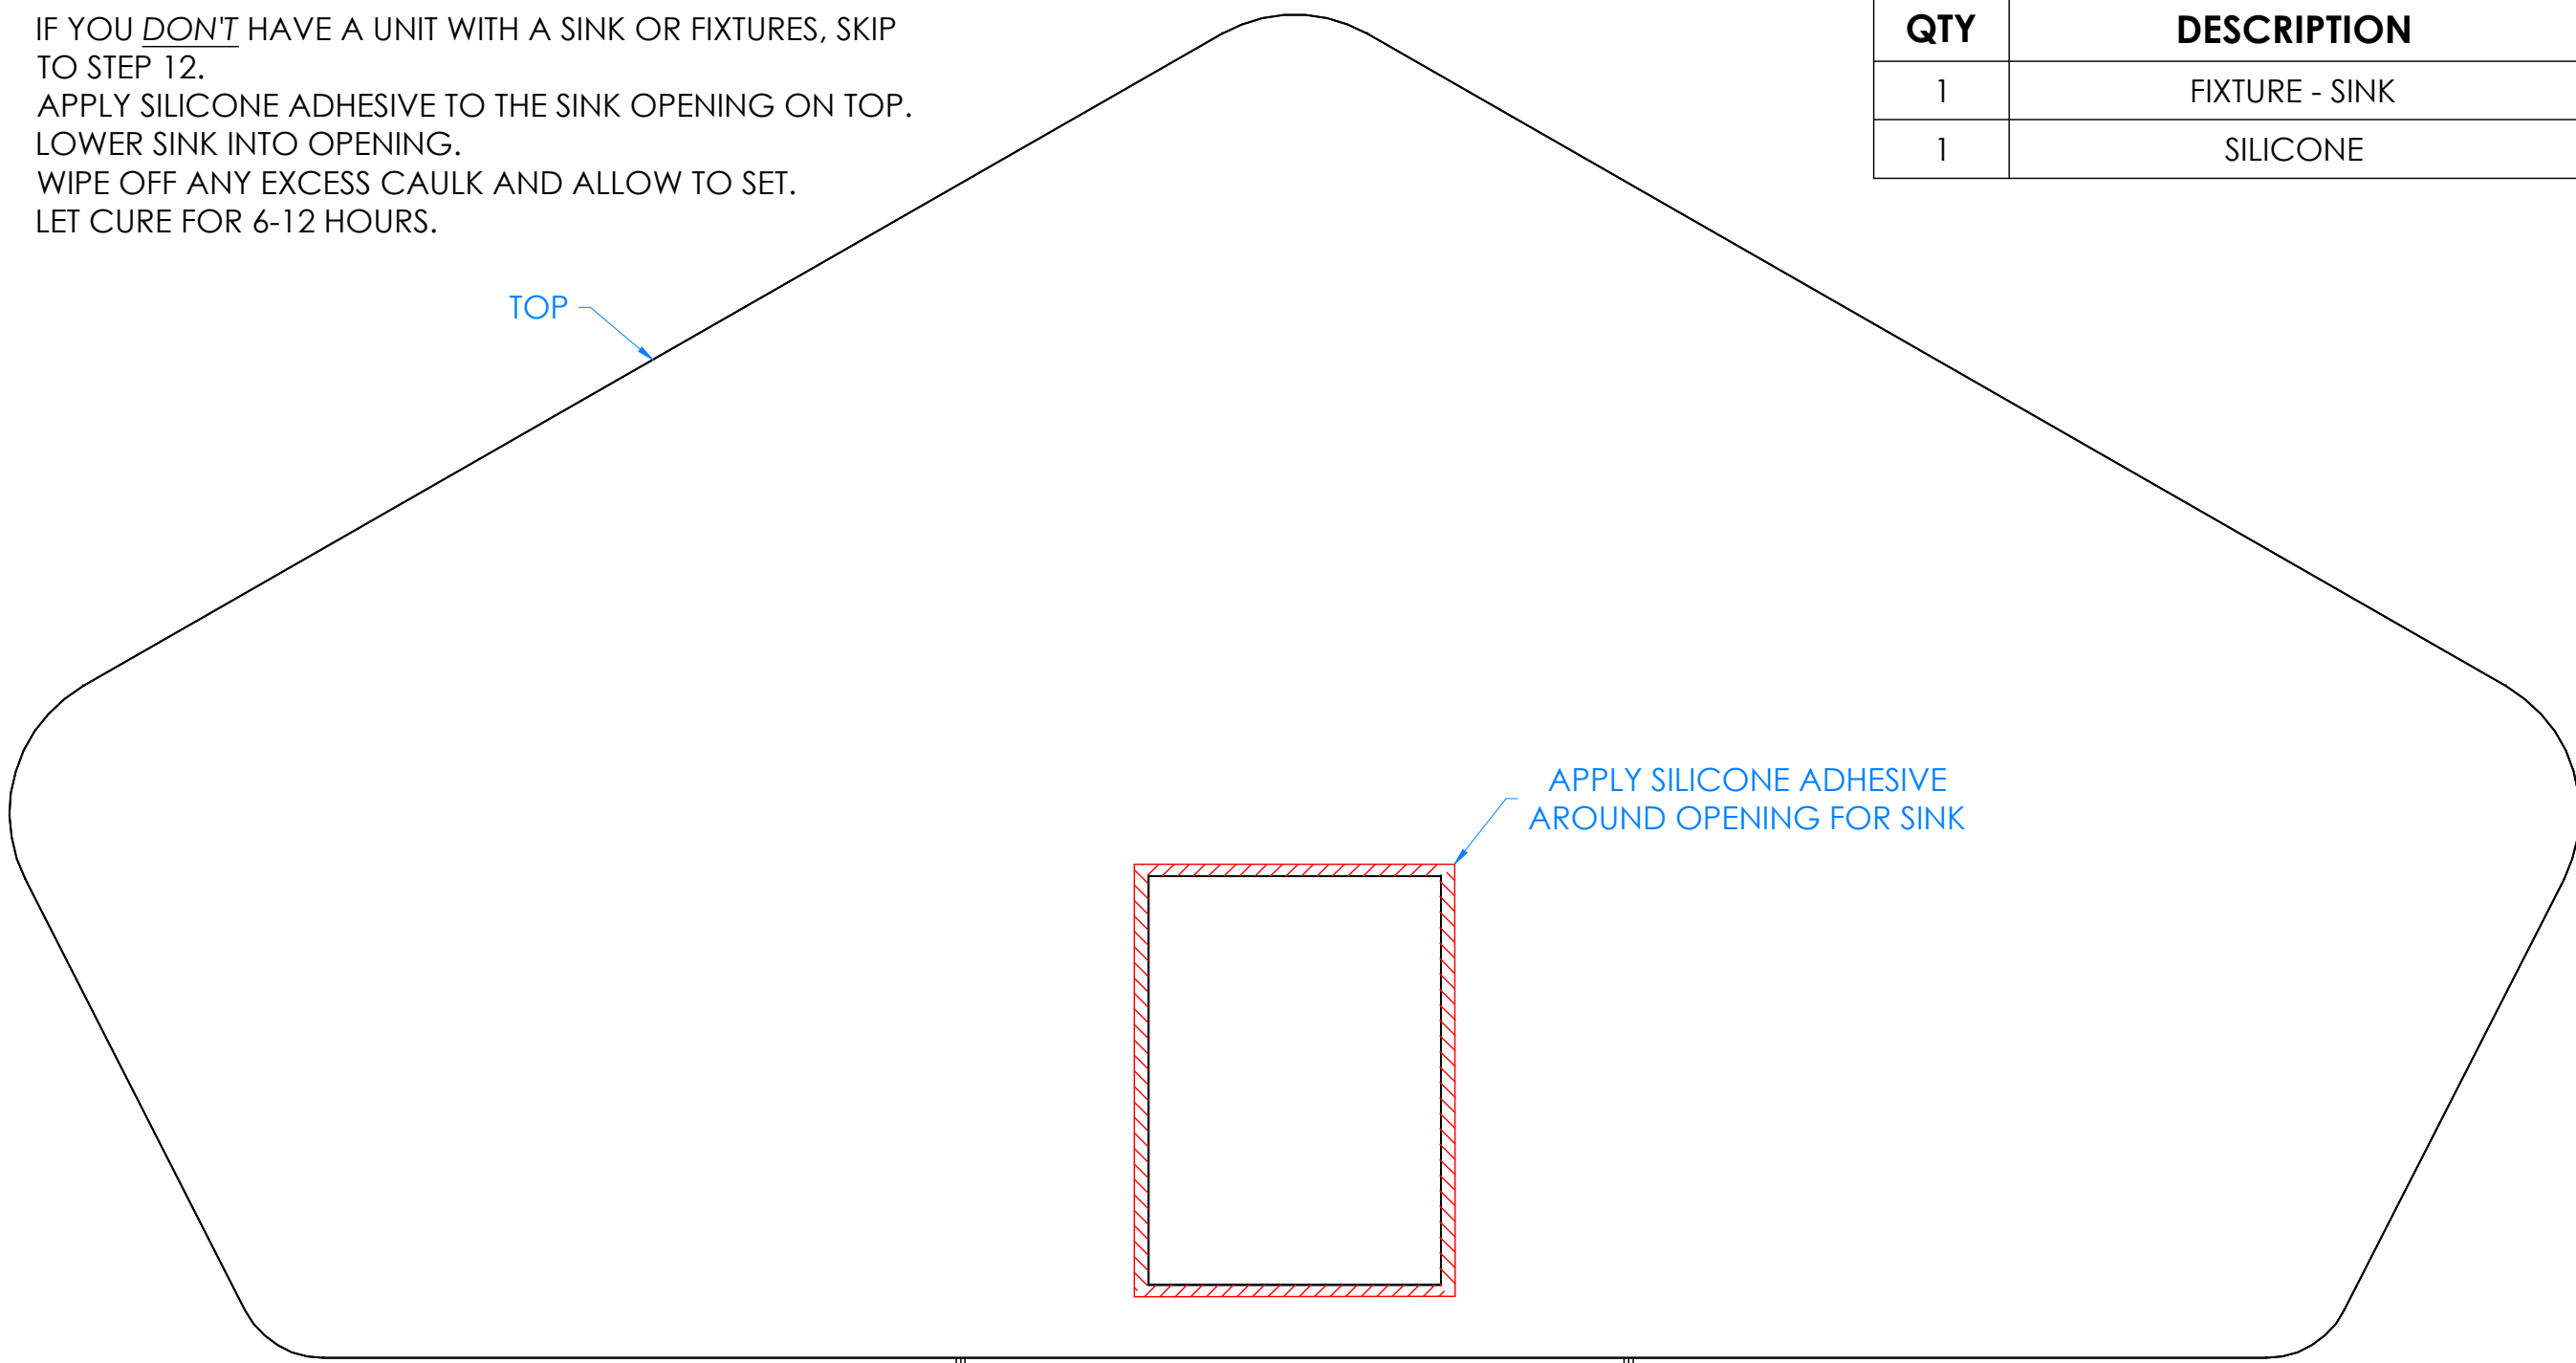 IF YOU DON'T HAVE A UNIT WITH A SINK OR FIXTURES, SKIP
TO STEP 12.
APPLY SILICONE ADHESIVE TO THE SINK OPENING ON TOP.
LOWER SINK INTO OPENING.
WIPE OFF ANY EXCESS CAULK AND ALLOW TO SET.
LET CURE FOR 6-12 HOURS.
QTY DESCRIPTION
1 FIXTURE - SINK
1 SILICONE
TOP
APPLY SILICONE ADHESIVE
AROUND OPENING FOR SINK